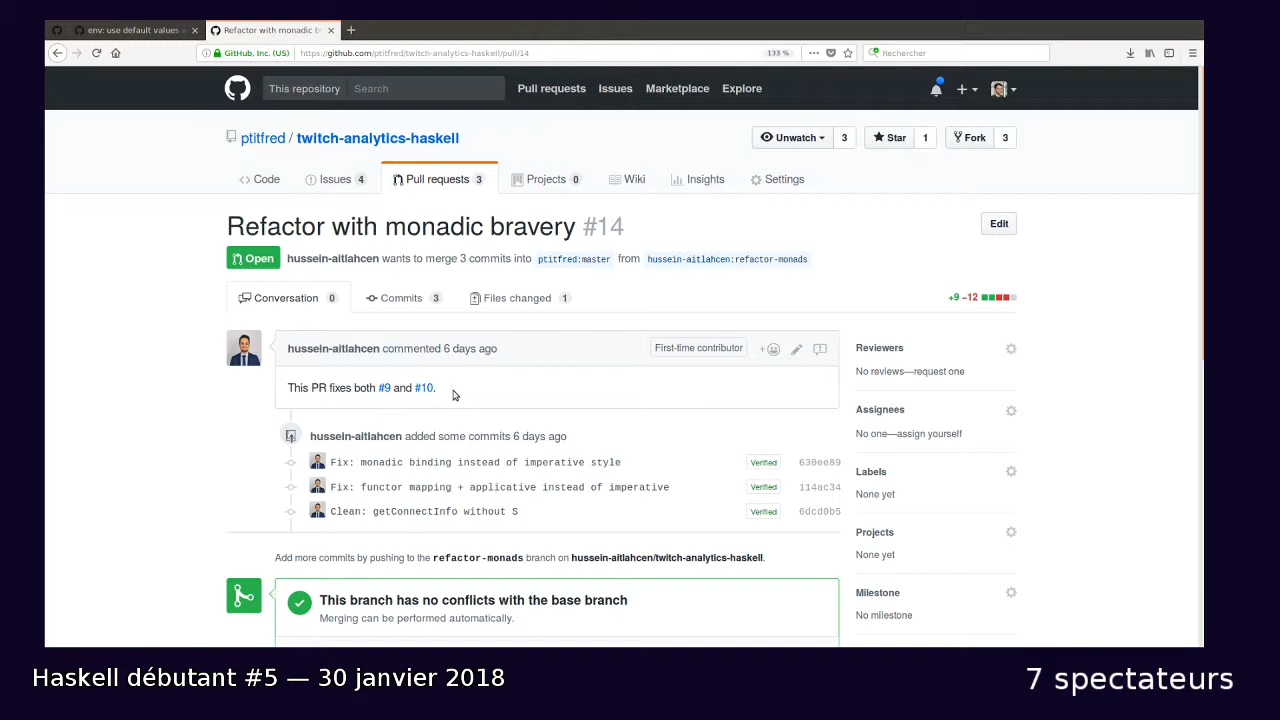 env: use default values
Refactor with monadic b
GitHub, Inc. (US)
https://github.com/ptitfred/twitch-analytics-haskell/pull/14
133 %
Rechercher
This repository
Search
Pull requests
Issues
Marketplace
Explore
ptitfred / twitch-analytics-haskell
Unwatch 3
Star 1
Fork 3
Code
Issues 4
Pull requests 3
Projects 0
Wiki
Insights
Settings
Refactor with monadic bravery #14
Edit
Open
hussein-aitlahcen wants to merge 3 commits into ptitfred:master from hussein-aitlahcen:refactor-monads
Conversation 0
Commits 3
Files changed 1
+9 −12
hussein-aitlahcen commented 6 days ago
First-time contributor
This PR fixes both #9 and #10.
hussein-aitlahcen added some commits 6 days ago
Fix: monadic binding instead of imperative style Verified 630ee89
Fix: functor mapping + applicative instead of imperative Verified 114ac34
Clean: getConnectInfo without S Verified 6dcd0b5
Add more commits by pushing to the refactor-monads branch on hussein-aitlahcen/twitch-analytics-haskell.
This branch has no conflicts with the base branch
Merging can be performed automatically.
Reviewers
No reviews—request one
Assignees
No one—assign yourself
Labels
None yet
Projects
None yet
Milestone
No milestone
Haskell débutant #5 — 30 janvier 2018
7 spectateurs